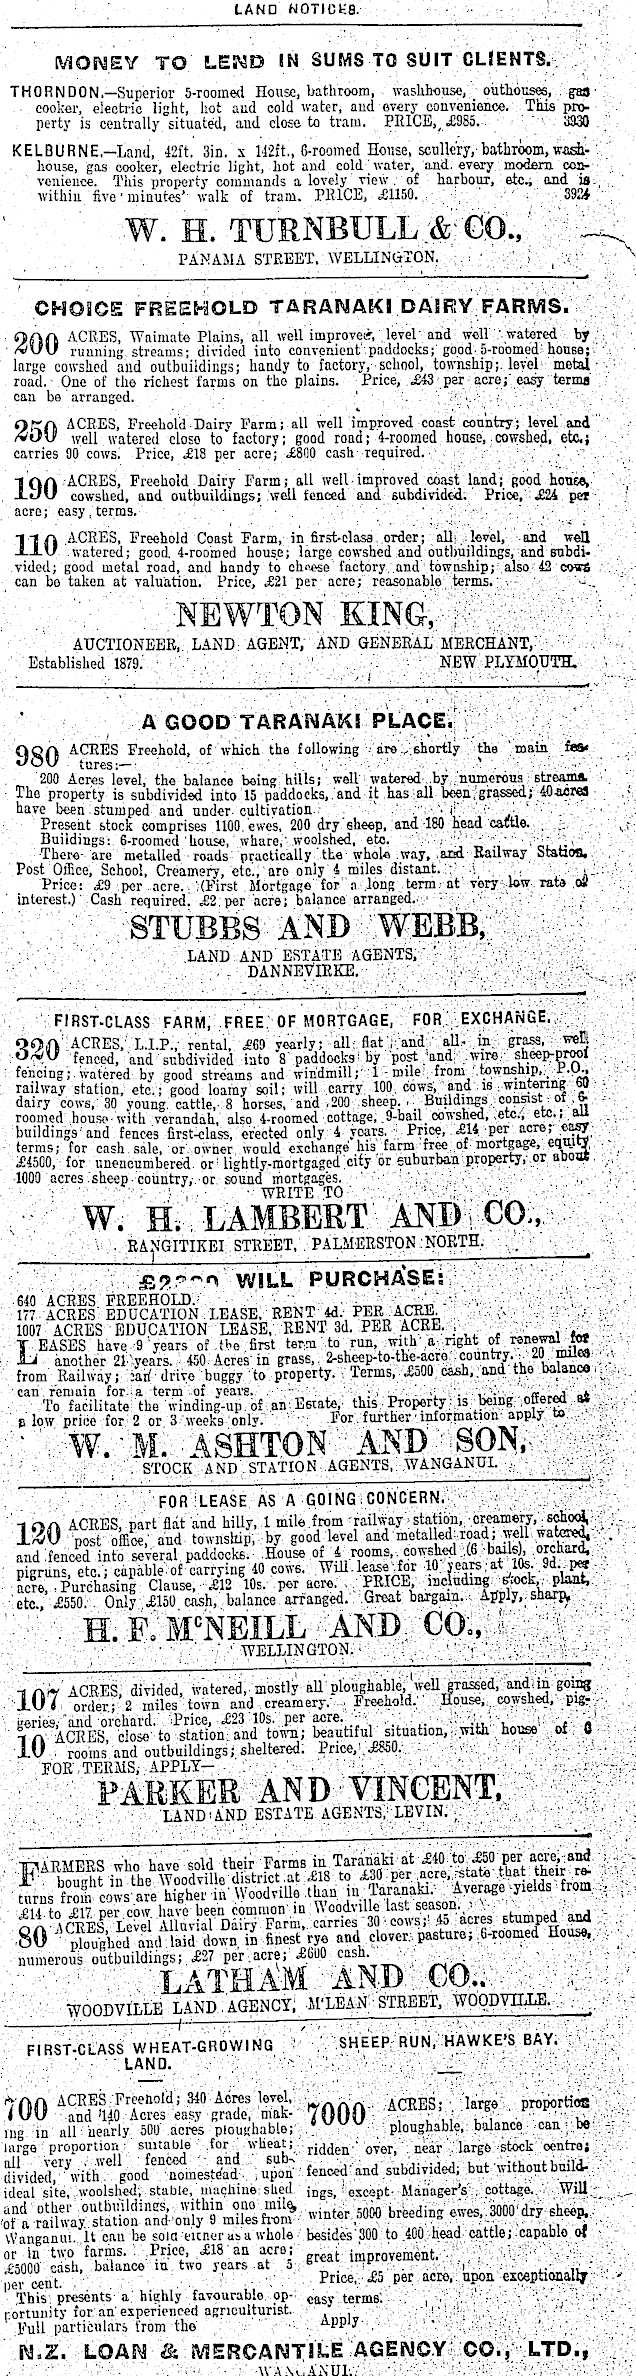 LAND NOTICES.
MONEY TO LEND IN SUMS TO SUIT CLIENTS.
THORNDON.—Superior 5-roomed House, bathroom, washhouse, outhouses, gas
cooker, electric light, hot and cold water, and every convenience. This pro-
perty is centrally situated, and close to tram. PRICE, £985. 3930
KELBURNE.—Land, 42ft. 3in. x 142ft., 6-roomed House, scullery, bathroom, wash-
house, gas cooker, electric light, hot and cold water, and every modern con-
venience. This property commands a lovely view of harbour, etc., and is
within five minutes' walk of tram. PRICE, £1150. 3924
W. H. TURNBULL & CO.,
PANAMA STREET, WELLINGTON.
CHOICE FREEHOLD TARANAKI DAIRY FARMS.
200 ACRES, Waimate Plains, all well improved, level and well watered by
running streams; divided into convenient paddocks; good 5-roomed house;
large cowshed and outbuildings; handy to factory, school, township; level metal
road. One of the richest farms on the plains. Price, £43 per acre; easy terms
can be arranged.
250 ACRES, Freehold Dairy Farm; all well improved coast country; level and
well watered close to factory; good road; 4-roomed house, cowshed, etc.;
carries 90 cows. Price, £18 per acre; £800 cash required.
190 ACRES, Freehold Dairy Farm; all well improved coast land; good house,
cowshed, and outbuildings; well fenced and subdivided. Price, £24 per
acre; easy terms.
110 ACRES, Freehold Coast Farm, in first-class order; all level, and well
watered; good 4-roomed house; large cowshed and outbuildings, and subdi-
vided; good metal road, and handy to cheese factory and township; also 42 cows
can be taken at valuation. Price, £21 per acre; reasonable terms.
NEWTON KING,
AUCTIONEER, LAND AGENT, AND GENERAL MERCHANT,
Established 1879. NEW PLYMOUTH.
A GOOD TARANAKI PLACE.
980 ACRES Freehold, of which the following are shortly the main fea-
tures:—
200 Acres level, the balance being hills; well watered by numerous streams.
The property is subdivided into 15 paddocks, and it has all been grassed; 40 acres
have been stumped and under cultivation.
Present stock comprises 1100 ewes, 200 dry sheep, and 180 head cattle.
Buildings: 6-roomed house, whare, woolshed, etc.
There are metalled roads practically the whole way, and Railway Station,
Post Office, School, Creamery, etc., are only 4 miles distant.
Price: £9 per acre. (First Mortgage for a long term at very low rate of
interest.) Cash required, £2 per acre; balance arranged.
STUBBS AND WEBB,
LAND AND ESTATE AGENTS,
DANNEVIRKE.
FIRST-CLASS FARM, FREE OF MORTGAGE, FOR EXCHANGE.
320 ACRES, L.I.P., rental, £69 yearly; all flat and all in grass, well
fenced, and subdivided into 8 paddocks by post and wire sheep-proof
fencing; watered by good streams and windmill; 1 mile from township, P.O.,
railway station, etc.; good loamy soil; will carry 100 cows, and is wintering 60
dairy cows, 30 young cattle, 8 horses, and 200 sheep. Buildings consist of 6-
roomed house with verandah, also 4-roomed cottage, 9-bail cowshed, etc., etc.; all
buildings and fences first-class, erected only 4 years. Price, £14 per acre; easy
terms; for cash sale, or owner would exchange his farm free of mortgage, equity
£4500, for unencumbered or lightly-mortgaged city or suburban property, or about
1000 acres sheep country, or sound mortgages.
WRITE TO
W. H. LAMBERT AND CO.,
RANGITIKEI STREET, PALMERSTON NORTH.
WILL PURCHASE:
640 ACRES FREEHOLD.
177 ACRES EDUCATION LEASE, RENT 4d. PER ACRE.
1007 ACRES EDUCATION LEASE, RENT 3d. PER ACRE.
LEASES have 9 years of the first term to run, with a right of renewal for
another 21 years. 450 Acres in grass, 2-sheep-to-the-acre country. 20 miles
from Railway; can drive buggy to property. Terms, £500 cash, and the balance
can remain for a term of years.
To facilitate the winding-up of an Estate, this Property is being offered at
a low price for 2 or 3 weeks only. For further information apply to
W. M. ASHTON AND SON,
STOCK AND STATION AGENTS, WANGANUI.
FOR LEASE AS A GOING CONCERN.
120 ACRES, part flat and hilly, 1 mile from railway station, creamery, school,
post office, and township, by good level and metalled road; well watered,
and fenced into several paddocks. House of 4 rooms, cowshed (6 bails), orchard,
pigruns, etc.; capable of carrying 40 cows. Will lease for 10 years at 10s. 9d. per
acre, Purchasing Clause, £12 10s. per acre. PRICE, including stock, plant,
etc., £550. Only £150 cash, balance arranged. Great bargain. Apply, sharp,
H. F. McNEILL AND CO.,
WELLINGTON.
107 ACRES, divided, watered, mostly all ploughable, well grassed, and in going
order; 2 miles town and creamery. Freehold. House, cowshed, pig-
geries, and orchard. Price, £23 10s. per acre.
10 ACRES, close to station and town; beautiful situation, with house of 6
rooms and outbuildings; sheltered. Price, £850.
FOR TERMS, APPLY—
PARKER AND VINCENT,
LAND AND ESTATE AGENTS, LEVIN.
FARMERS who have sold their Farms in Taranaki at £40 to £50 per acre, and
bought in the Woodville district at £18 to £30 per acre, state that their re-
turns from cows are higher in Woodville than in Taranaki. Average yields from
£14 to £17 per cow have been common in Woodville last season.
80 ACRES, Level Alluvial Dairy Farm, carries 30 cows; 45 acres stumped and
ploughed and laid down in finest rye and clover pasture; 6-roomed House,
numerous outbuildings; £27 per acre; £600 cash.
LATHAM AND CO.,
WOODVILLE LAND AGENCY, M'LEAN STREET, WOODVILLE.
FIRST-CLASS WHEAT-GROWING
LAND.
700 ACRES Freehold; 340 Acres level,
and 140 Acres easy grade, mak-
ing in all nearly 500 acres ploughable;
large proportion suitable for wheat;
all very well fenced and sub-
divided, with good homestead upon
ideal site, woolshed, stable, machine shed
and other outbuildings, within one mile
of a railway station and only 9 miles from
Wanganui. It can be sold either as a whole
or in two farms. Price, £18 an acre;
£5000 cash, balance in two years at 5
per cent.
This presents a highly favourable op-
portunity for an experienced agriculturist.
Full particulars from the
SHEEP RUN, HAWKE'S BAY.
7000 ACRES; large proportion
ploughable, balance can be
ridden over, near large stock centre;
fenced and subdivided; but without build-
ings, except Manager's cottage. Will
winter 5000 breeding ewes, 3000 dry sheep,
besides 300 to 400 head cattle; capable of
great improvement.
Price, £5 per acre, upon exceptionally
easy terms.
Apply
N.Z. LOAN & MERCANTILE AGENCY CO., LTD.,
WANGANUI.